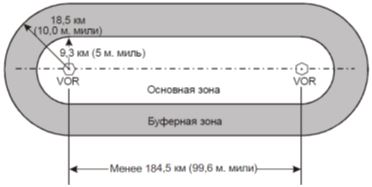 18,5 км
(10,0 м. мили)
9,3 км (5 м. миль)
VOR
VOR
Основная зона
Буферная зона
Менее 184,5 км (99,6 м. мили)